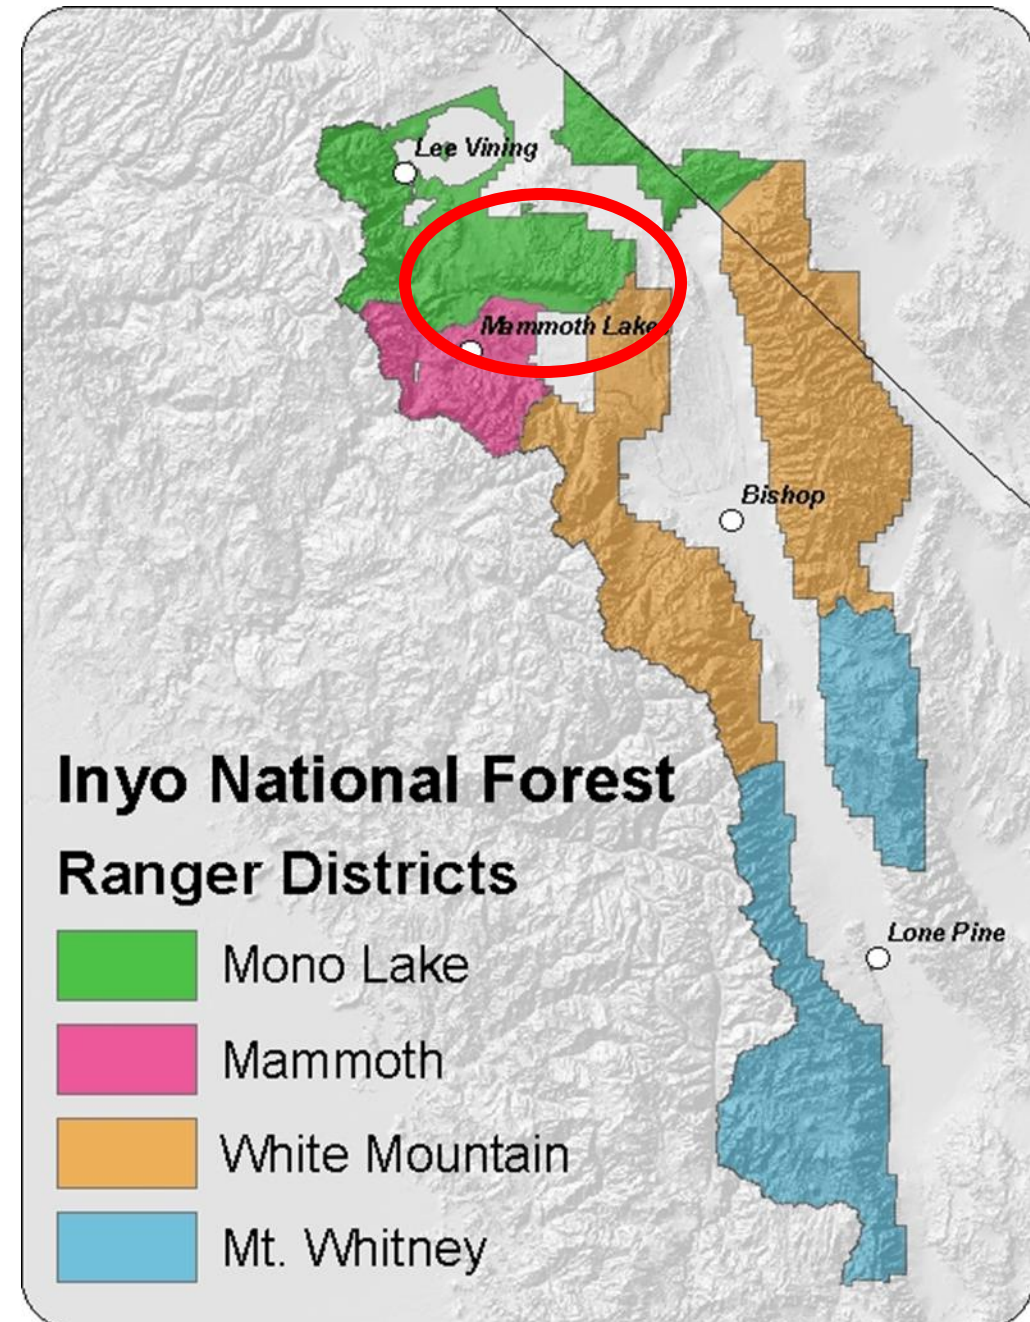 Lee Vining
Mammoth Lakes
Bishop
Lone Pine
Inyo National Forest
Ranger Districts
Mono Lake
Mammoth
White Mountain
Mt. Whitney